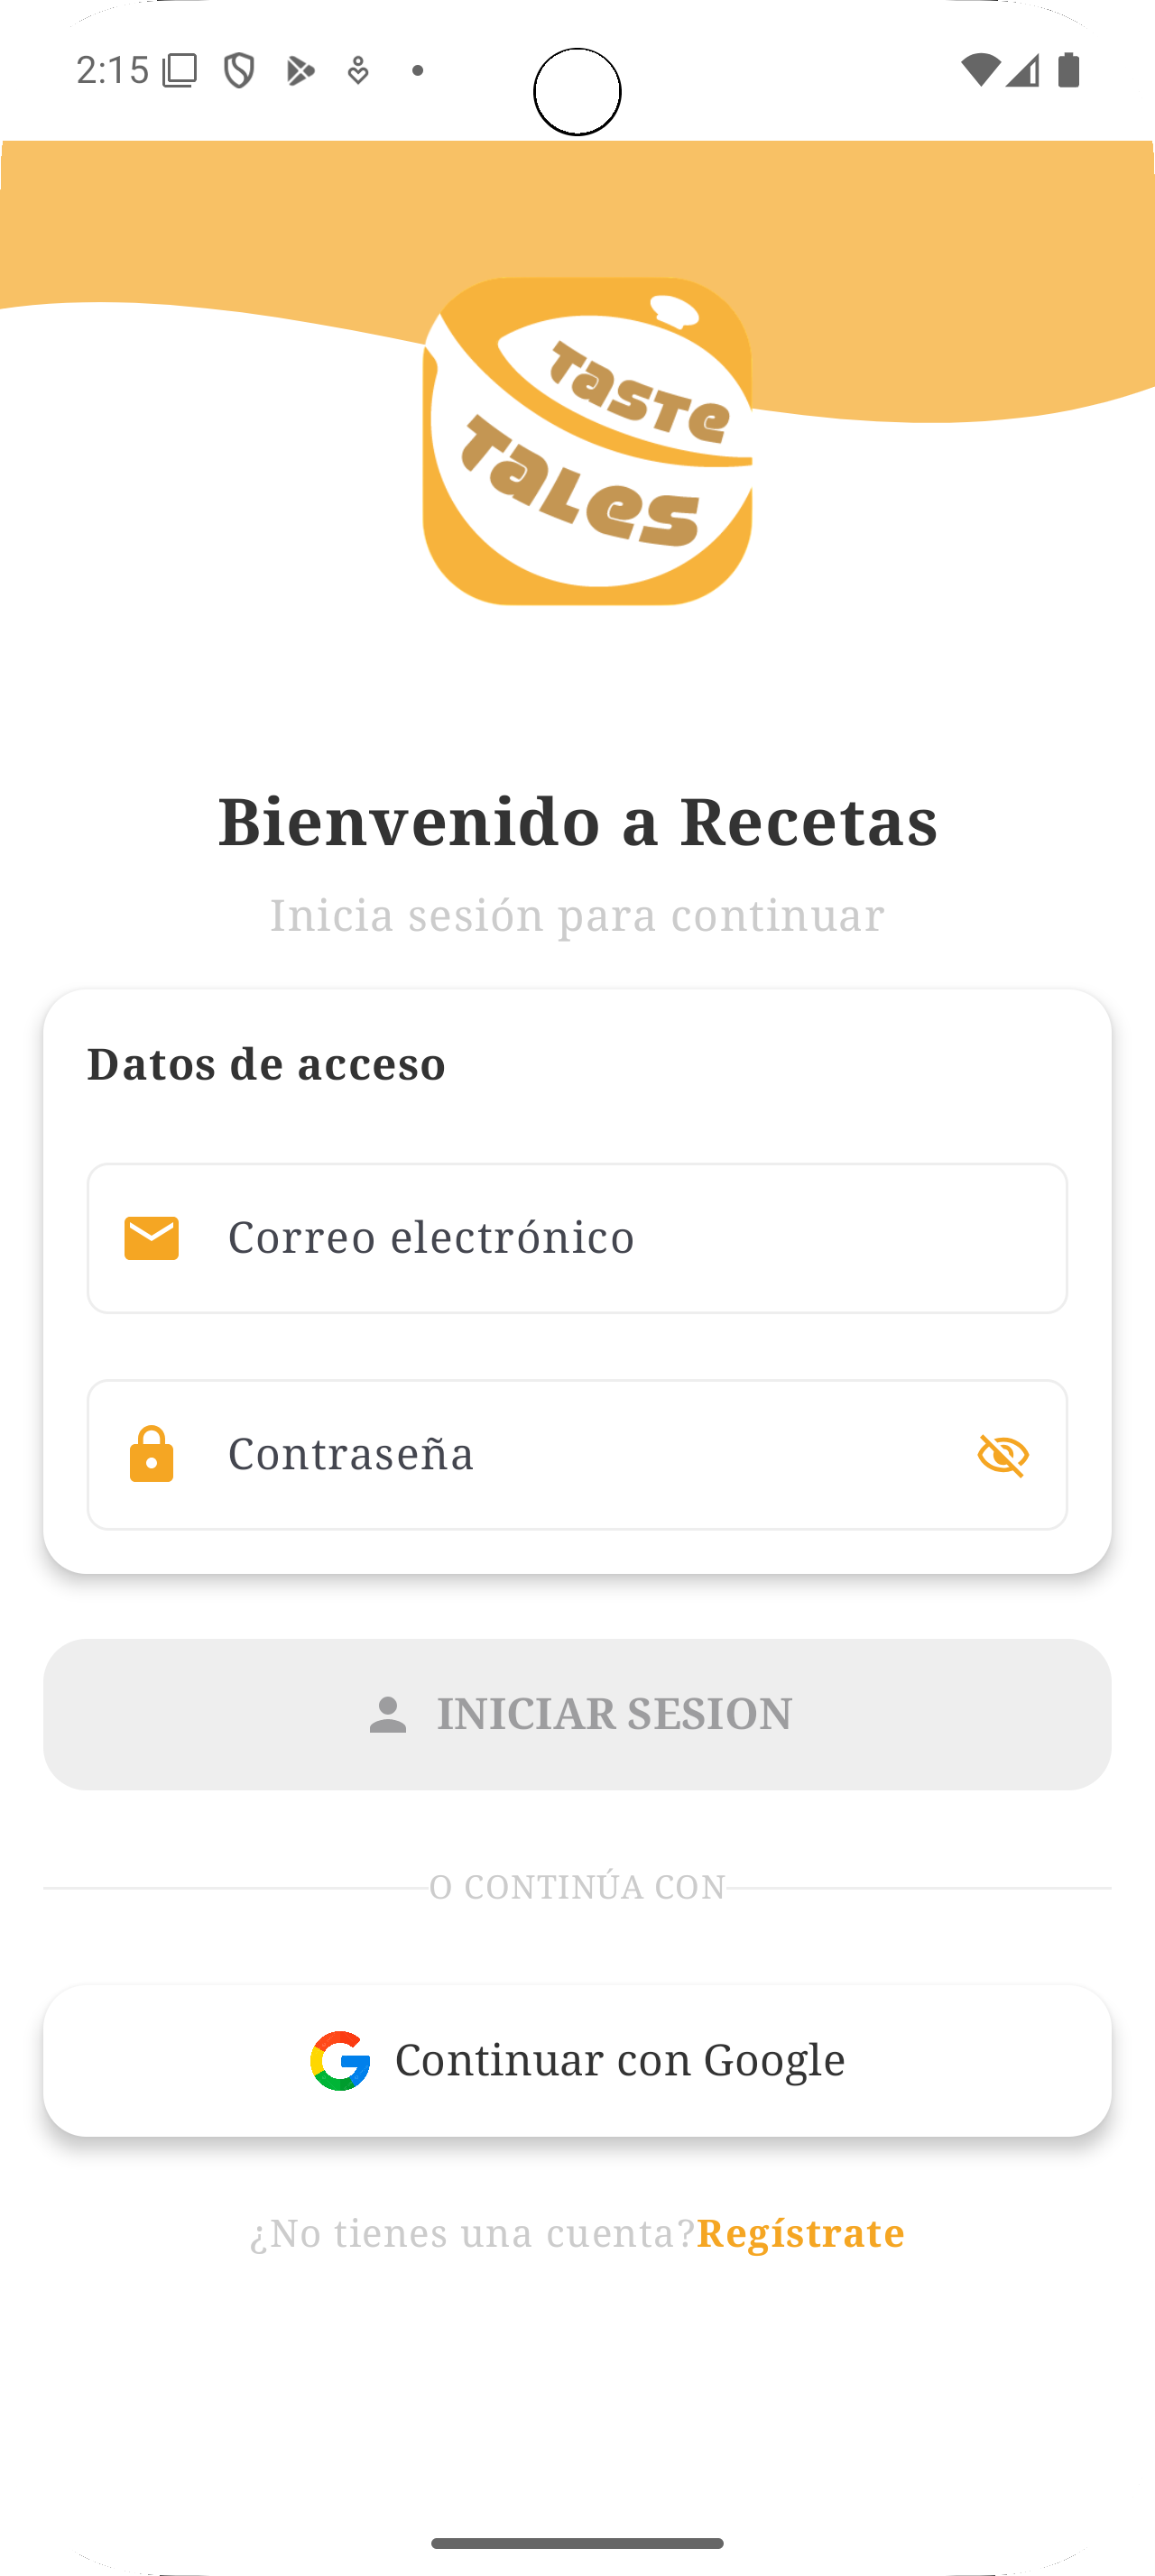 2:15
TaSTe
TaLes
Bienvenido a Recetas
Inicia sesión para continuar
Datos de acceso
Correo electrónico
Contraseña
INICIAR SESION
O CONTINÚA CON
Continuar con Google
¿No tienes una cuenta?Regístrate